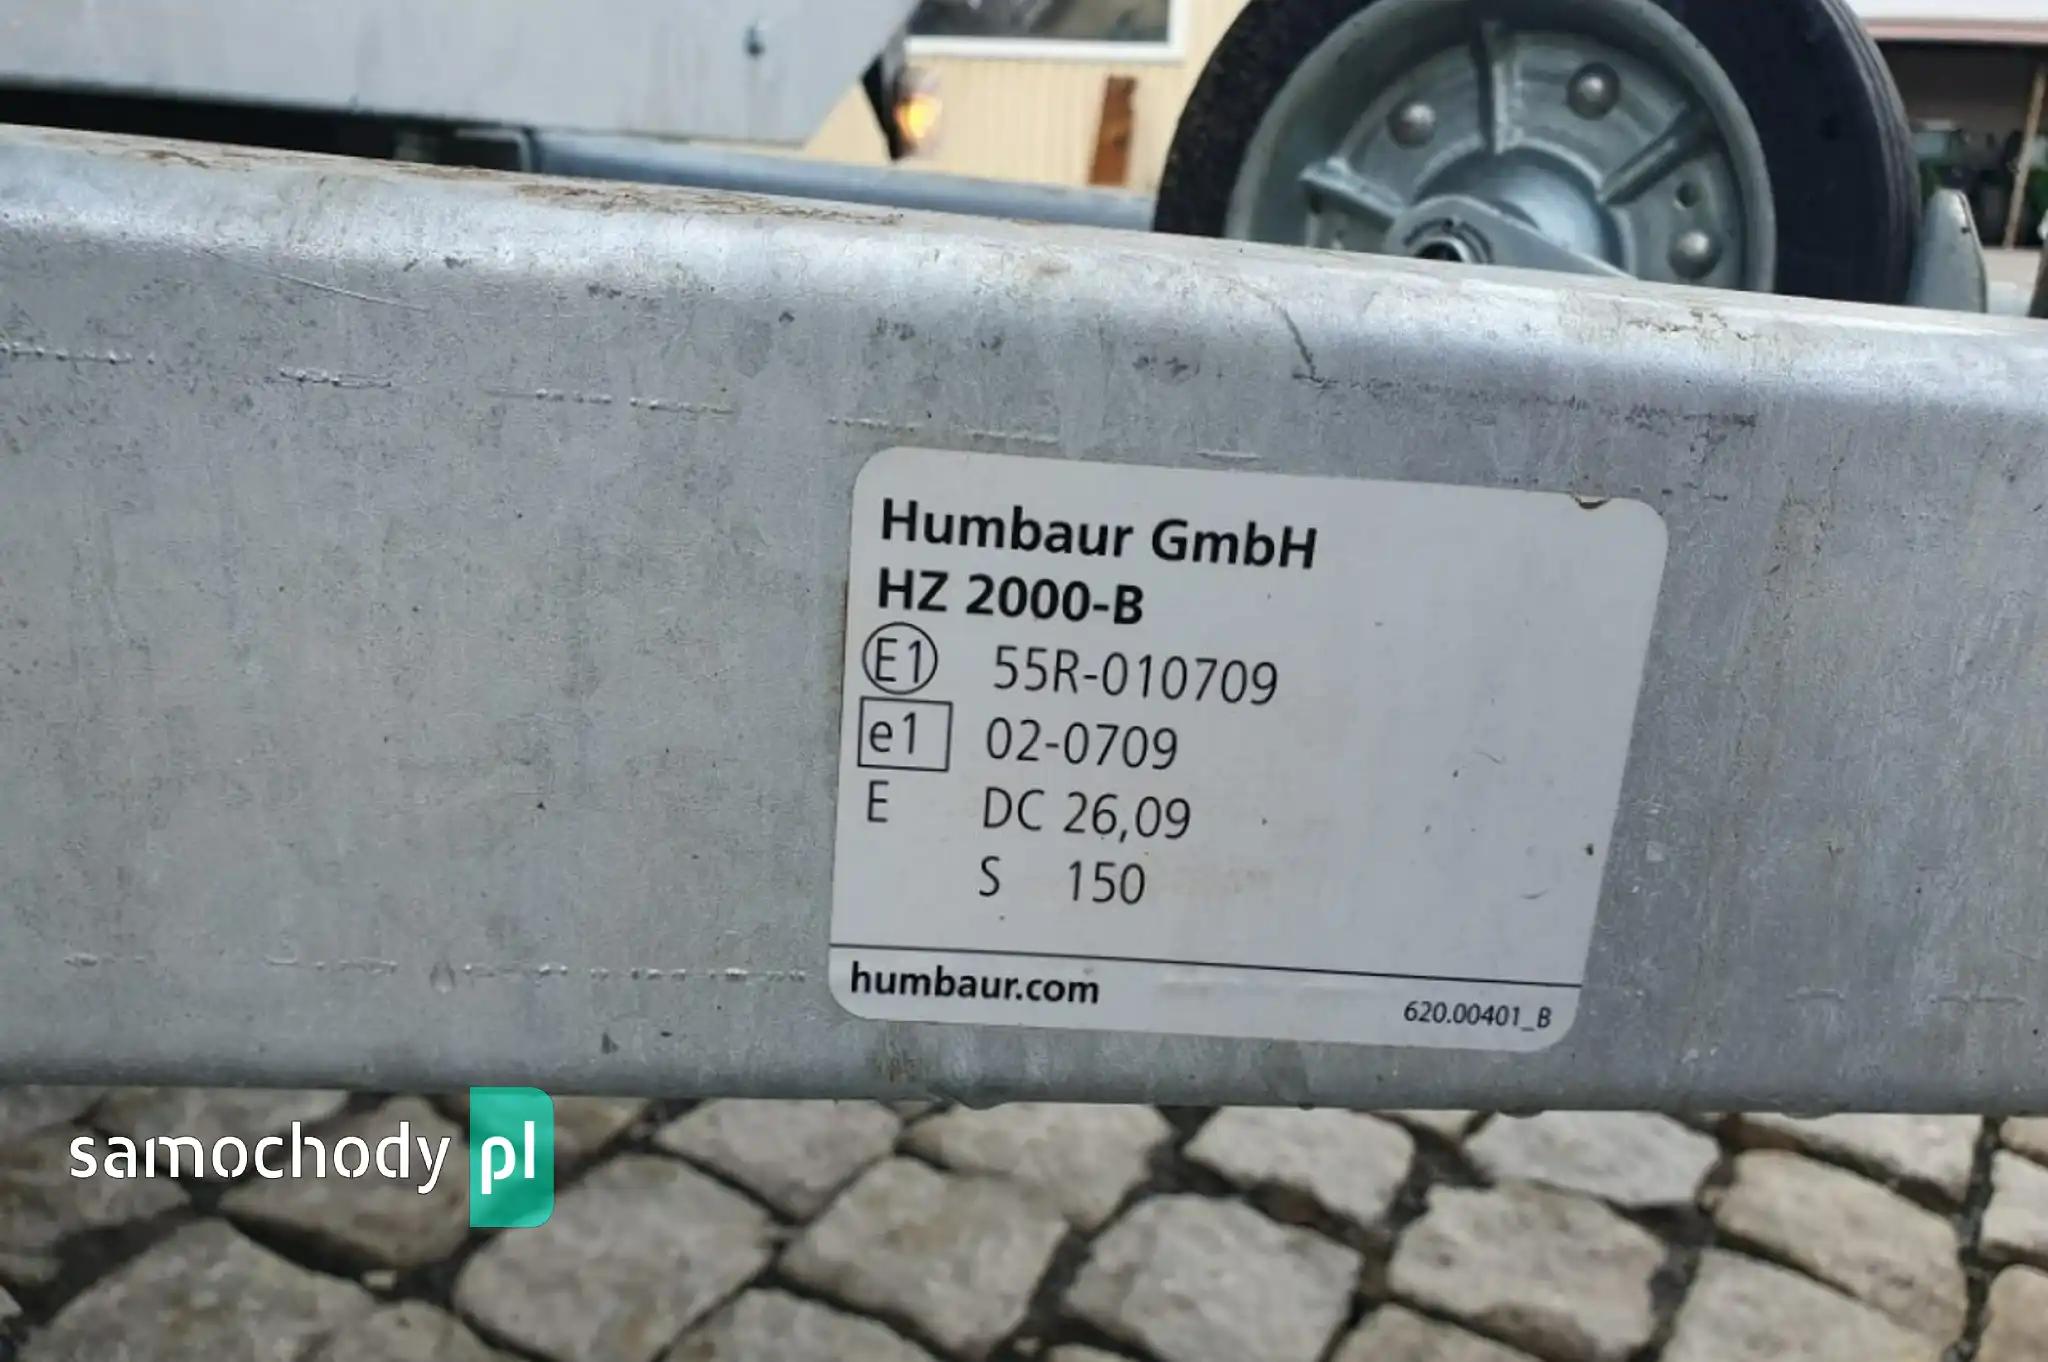 Humbaur GmbH
HZ 2000-B
E1 55R-010709
e1 02-0709
E DC 26,09
S 150
humbaur.com
620.00401_B
samochody pl